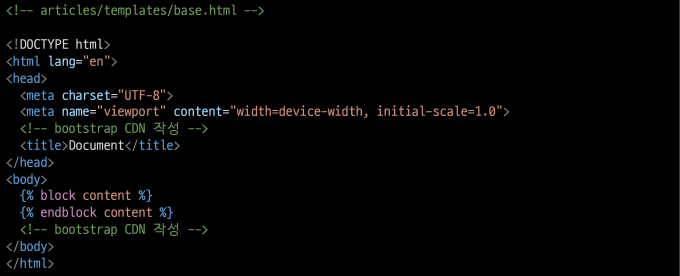 <!-- articles/templates/base.html -->
<!DOCTYPE html>
<html lang="en">
<head>
<meta charset="UTF-8">
<meta name="viewport" content="width=device-width, initial-scale=1.0">
<!-- bootstrap CDN 작성 -->
<title>Document</title>
</head>
<body>
{% block content %}
{% endblock content %}
<!-- bootstrap CDN 작성 -->
</body>
</html>